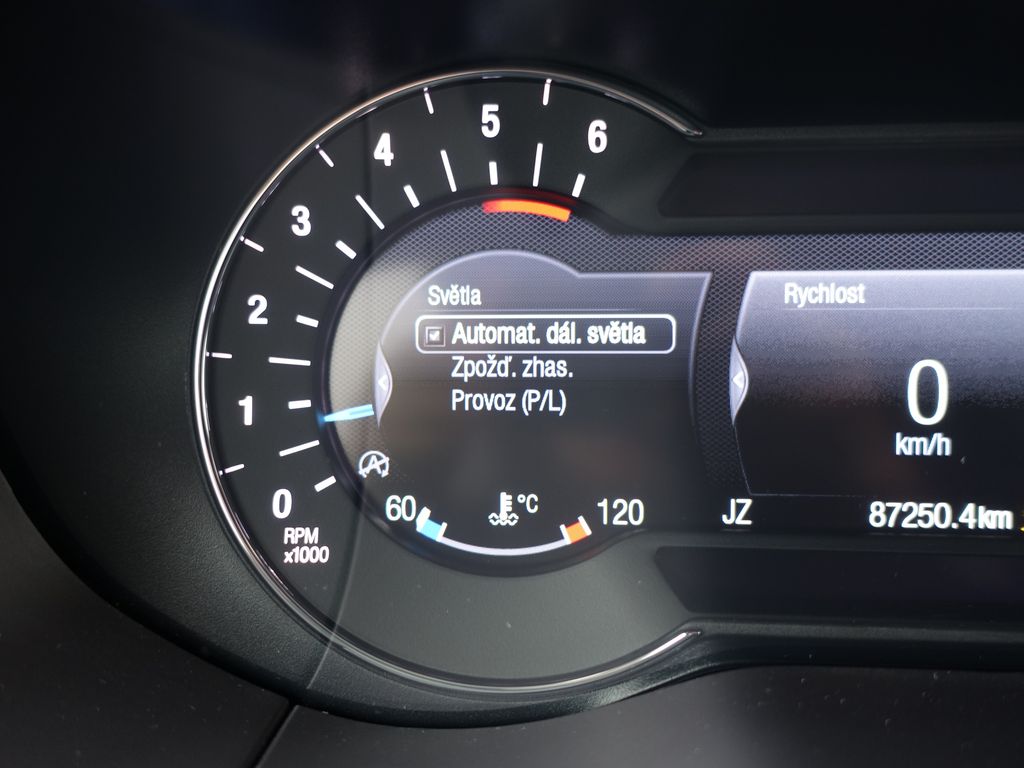 0
1
2
3
4
5
6
RPM
x1000
Světla
Automat. dál. světla
Zpožď. zhas.
Provoz (P/L)
A
60
°C
120
Rychlost
0
km/h
JZ
87250.4km